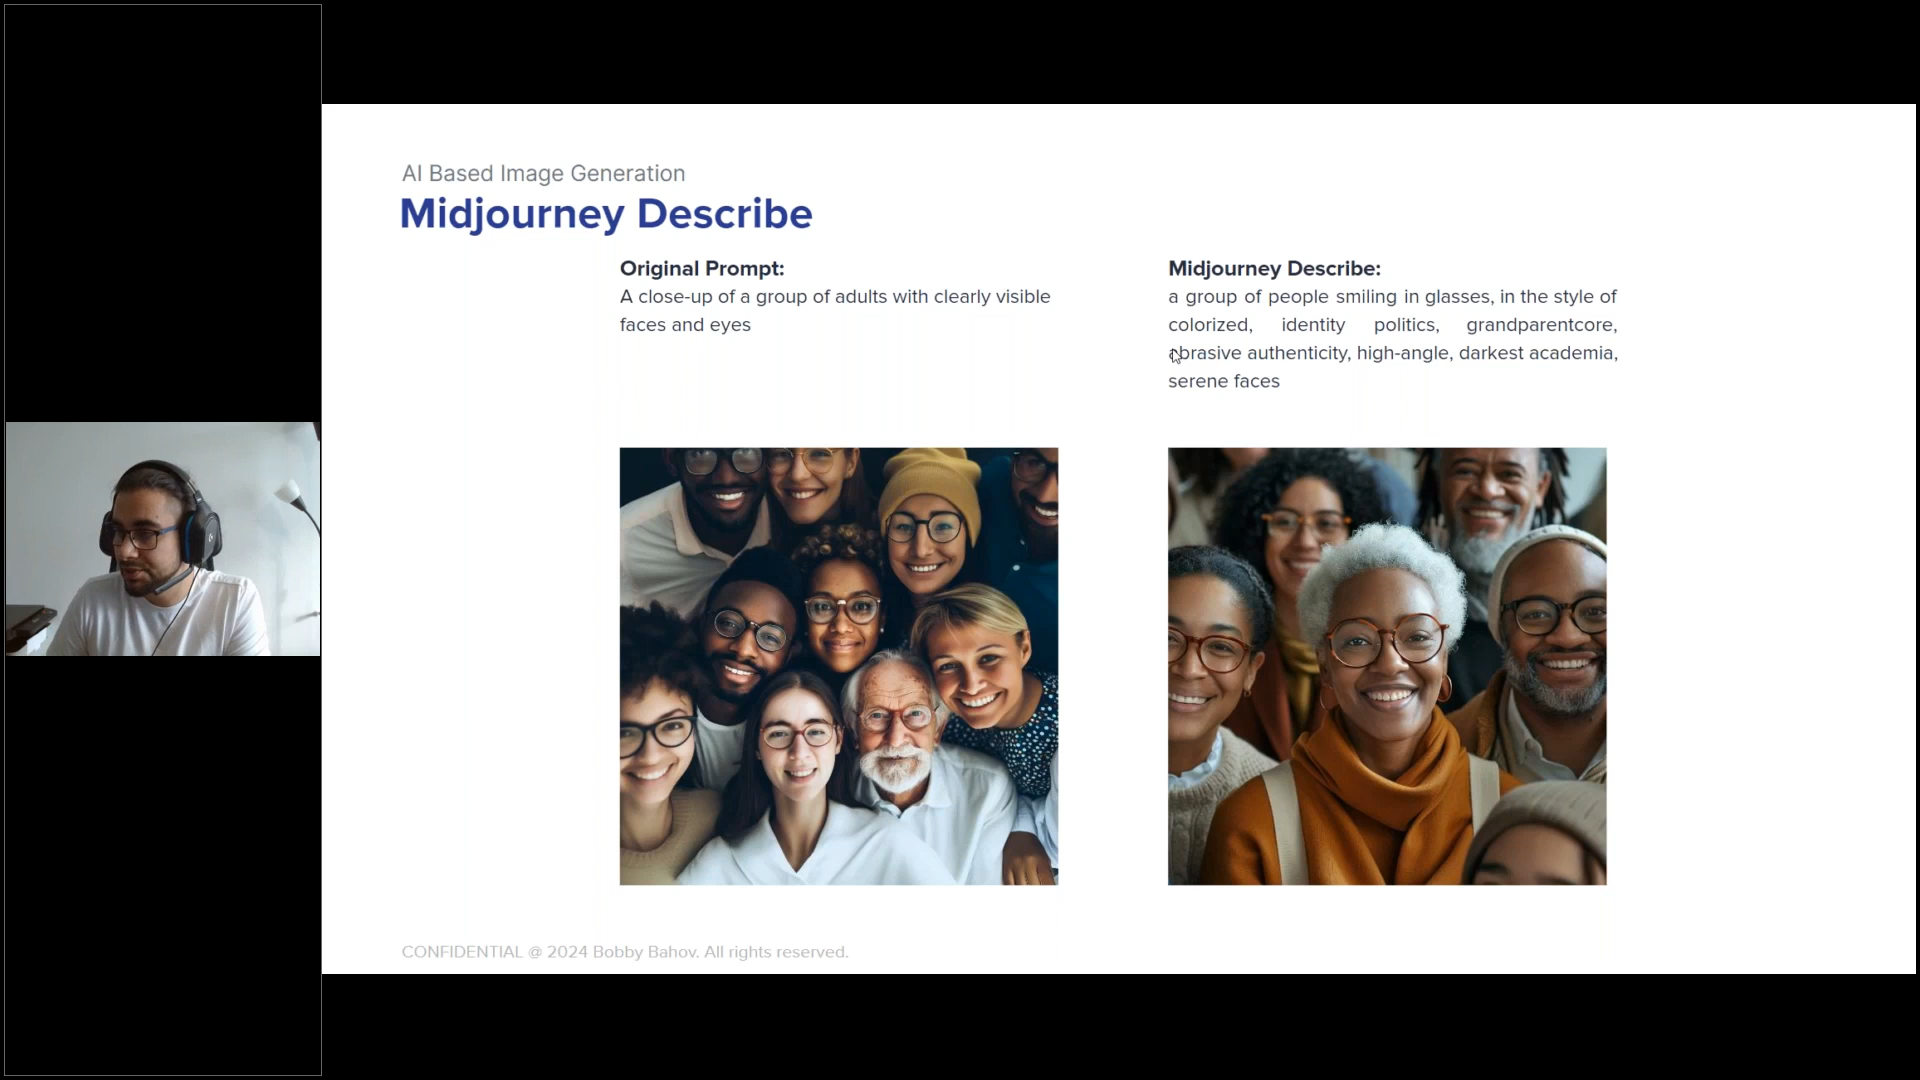 AI Based Image Generation
Midjourney Describe
Original Prompt:
A close-up of a group of adults with clearly visible
faces and eyes
Midjourney Describe:
a group of people smiling in glasses, in the style of
colorized, identity politics, grandparentcore,
abrasive authenticity, high-angle, darkest academia,
serene faces
CONFIDENTIAL @ 2024 Bobby Bahov. All rights reserved.